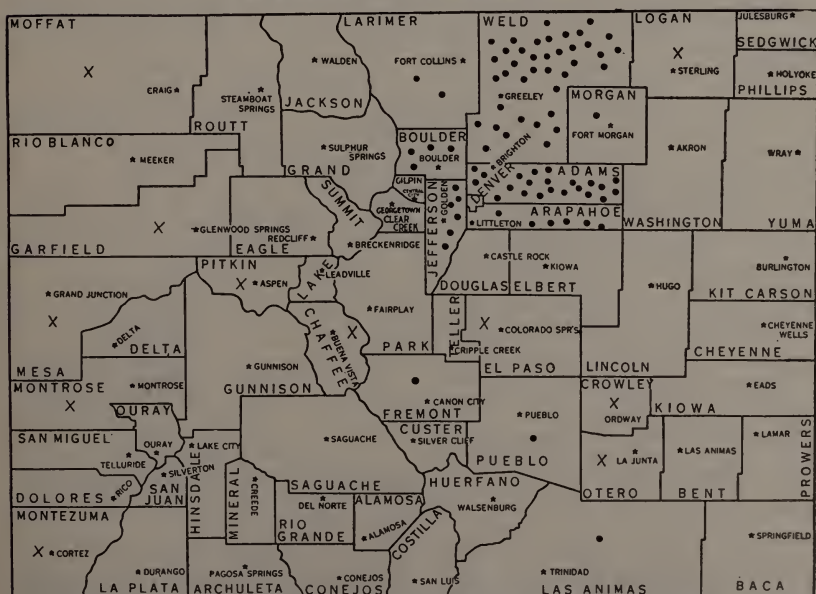 MOFFAT
LARIMER
WELD
LOGAN
JULESBURG
SEDGWICK
WALDEN
FORT COLLINS
STERLING
HOLYOKE
CRAIG
STEAMBOAT SPRINGS
GREELEY
MORGAN
PHILLIPS
ROUTT
JACKSON
RIO BLANCO
SULPHUR SPRINGS
BOULDER
FORT MORGAN
MEEKER
BOULDER
BRIGHTON
AKRON
WRAY
GRAND
GILPIN
CENTRAL CITY
DENVER
ADAMS
SUMMIT
GEORGETOWN
GOLDEN
GLENWOOD SPRINGS
CLEAR CREEK
JEFFERSON
ARAPAHOE
REDCLIFF
LITTLETON
WASHINGTON
YUMA
GARFIELD
EAGLE
BRECKENRIDGE
PITKIN
LAKE
LEADVILLE
CASTLE ROCK
KIOWA
BURLINGTON
GRAND JUNCTION
ASPEN
DOUGLAS
ELBERT
HUGO
KIT CARSON
FAIRPLAY
DELTA
CHAFFEE
BUENA VISTA
TELLER
COLORADO SPR'S
CHEYENNE WELLS
DELTA
PARK
CRIPPLE CREEK
MESA
GUNNISON
EL PASO
LINCOLN
CHEYENNE
MONTROSE
MONTROSE
GUNNISON
CROWLEY
EADS
OURAY
CANON CITY
KIOWA
FREMONT
PUEBLO
ORDWAY
SAN MIGUEL
OURAY
LAKE CITY
SAGUACHE
CUSTER
SILVER CLIFF
LAMAR
TELLURIDE
PUEBLO
LA JUNTA
LAS ANIMAS
PROWERS
SILVERTON
HINSDALE
MINERAL
CREEDE
SAGUACHE
HUERFANO
DOLORES
RICO
SAN JUAN
OTERO
BENT
MONTEZUMA
DEL NORTE
ALAMOSA
WALSENBURG
RIO GRANDE
ALAMOSA
COSTILLA
SPRINGFIELD
CORTEZ
DURANGO
PAGOSA SPRINGS
CONEJOS
SAN LUIS
TRINIDAD
LA PLATA
ARCHULETA
CONEJOS
LAS ANIMAS
BACA